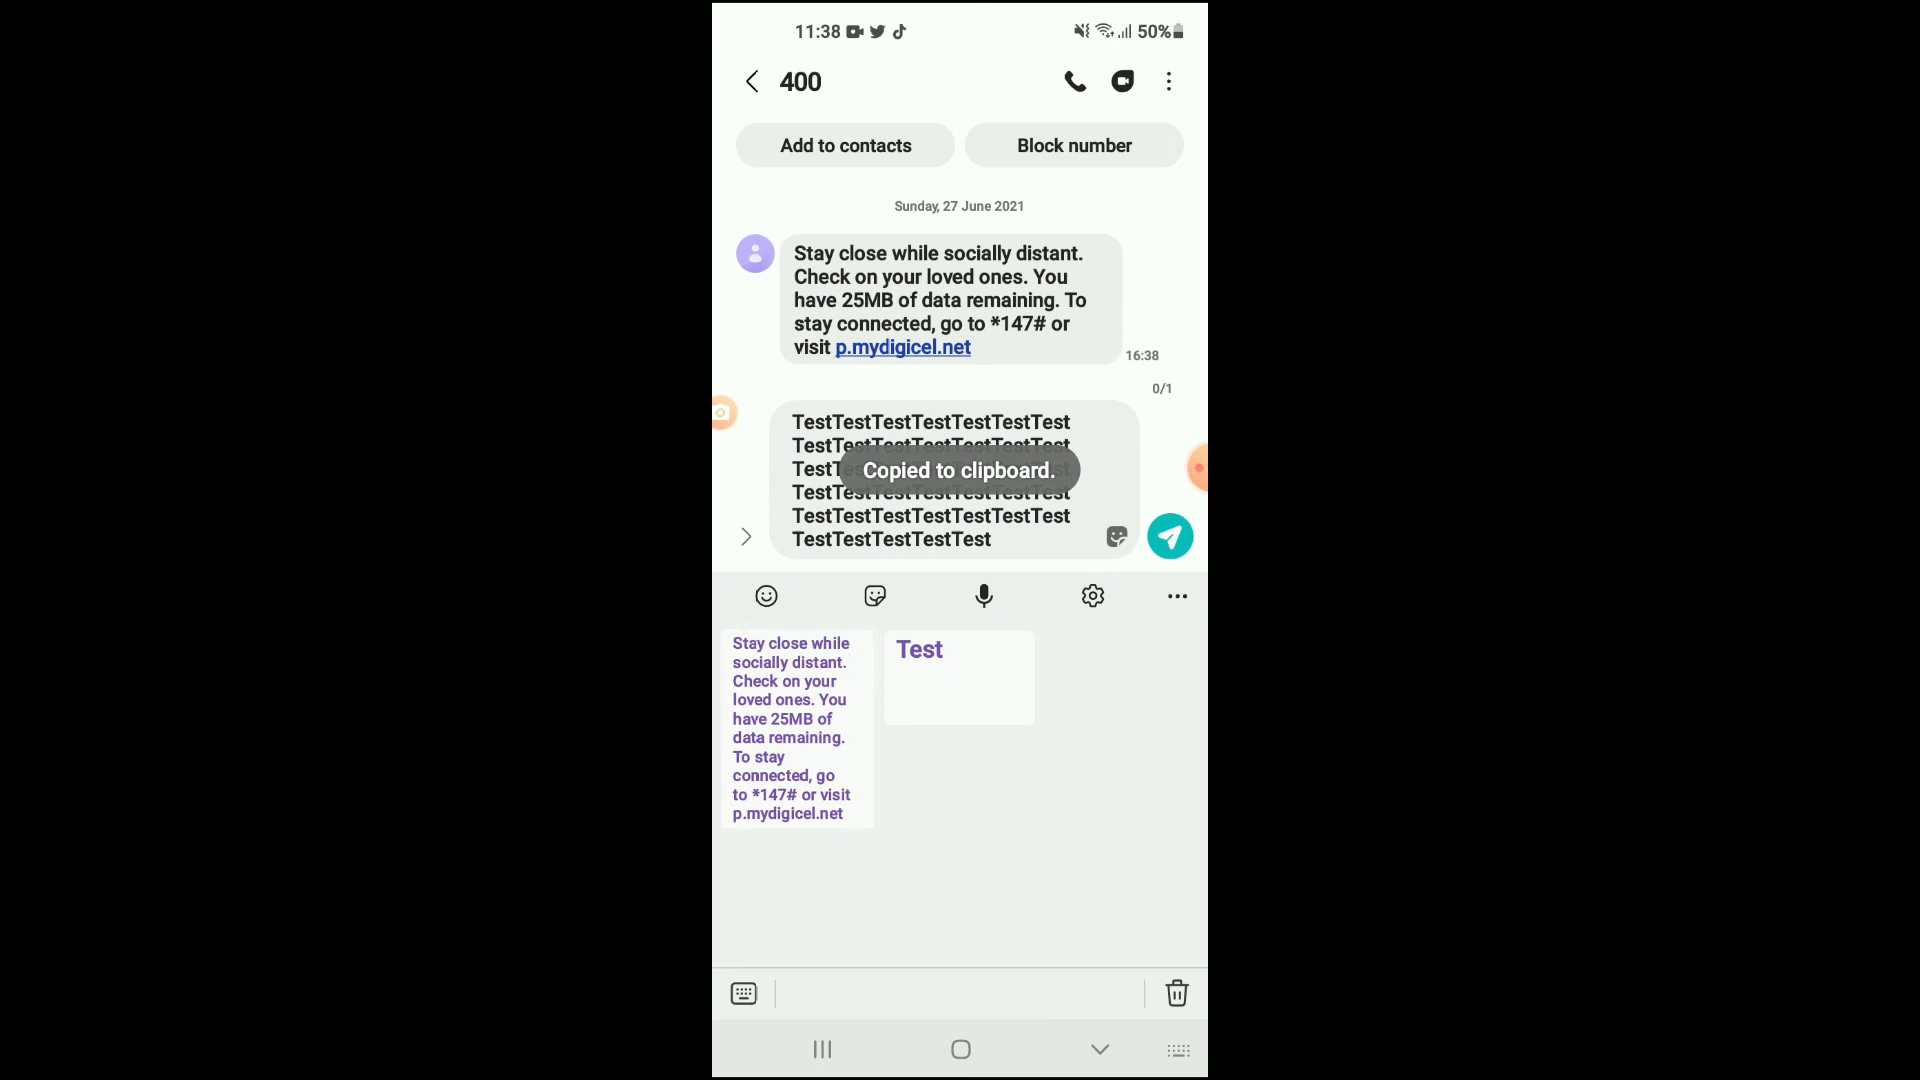 11:38
50%
400
Add to contacts
Block number
Sunday, 27 June 2021
Stay close while socially distant.
Check on your loved ones. You
have 25MB of data remaining. To
stay connected, go to *147# or
visit p.mydigicel.net
16:38
0/1
TestTestTestTestTestTestTest
TestTestTestTestTestTestTest
Copied to clipboard.
TestTestTestTestTestTestTest
TestTestTestTestTest
Stay close while
socially distant.
Check on your
loved ones. You
have 25MB of
data remaining.
To stay
connected, go
to *147# or visit
p.mydigicel.net
Test